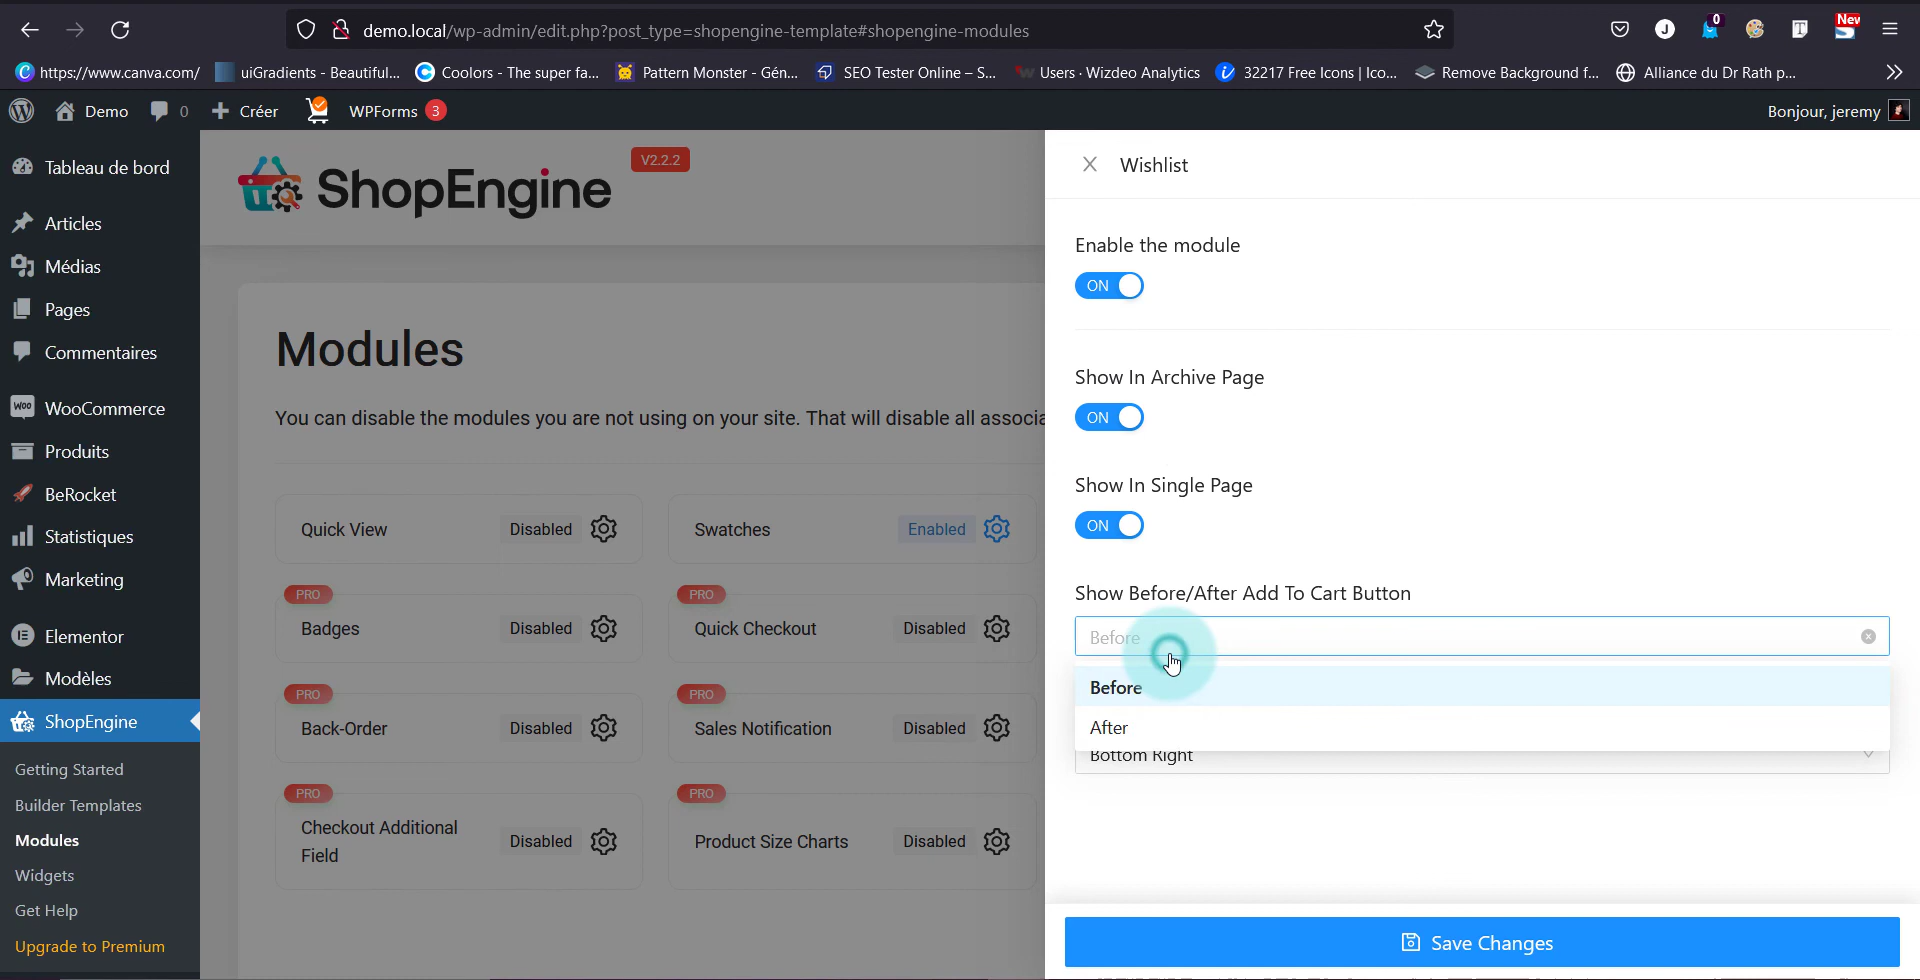 demo.local/wp-admin/edit.php?post_type=shopengine-template#shopengine-modules
J
0
T
New
C https://www.canva.com/
uiGradients - Beautiful...
Coolors - The super fa...
Pattern Monster - Gén...
SEO Tester Online – S...
Users · Wizdeo Analytics
32217 Free Icons | Ico...
Remove Background f...
Alliance du Dr Rath p...
Demo
0
Créer
WPForms 3
Bonjour, jeremy
Tableau de bord
Articles
Médias
Pages
Commentaires
Woo WooCommerce
Produits
BeRocket
Statistiques
Marketing
Elementor
Modèles
ShopEngine
Getting Started
Builder Templates
Modules
Widgets
Get Help
Upgrade to Premium
ShopEngine
V2.2.2
Modules
You can disable the modules you are not using on your site. That will disable all associa
Quick View Disabled
Swatches Enabled
PRO
Badges Disabled
PRO
Quick Checkout Disabled
PRO
Back-Order Disabled
PRO
Sales Notification Disabled
PRO
Checkout Additional
Field
Disabled
PRO
Product Size Charts Disabled
Wishlist
Enable the module
ON
Show In Archive Page
ON
Show In Single Page
ON
Show Before/After Add To Cart Button
Before
Before
After
Bottom Right
Save Changes